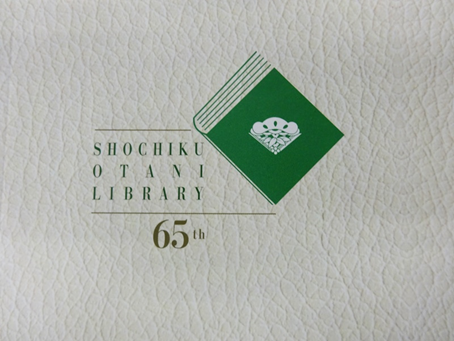 SHOCHIKU
OTANI
LIBRARY
65th